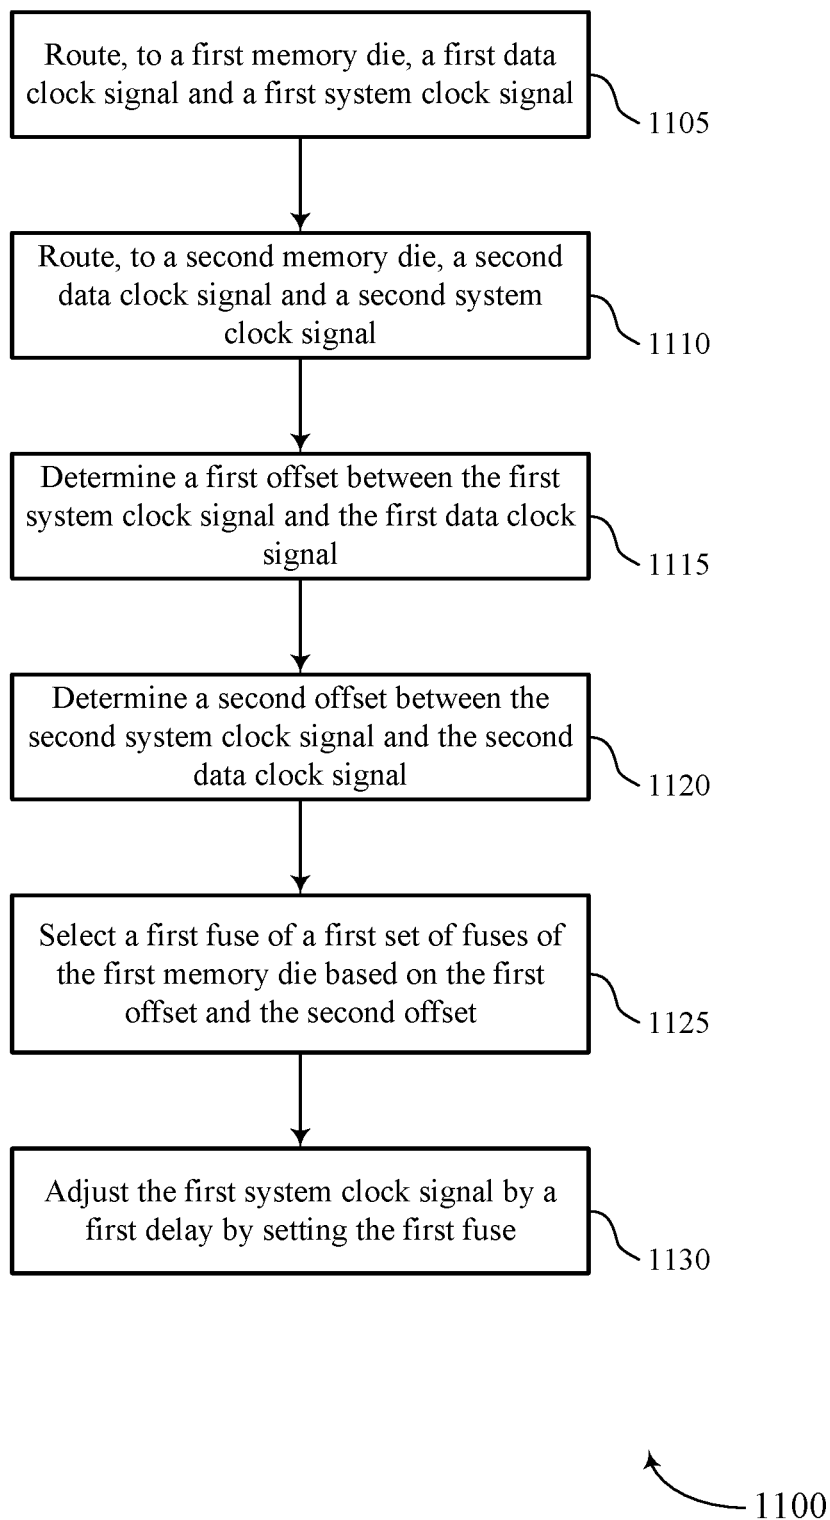 Route, to a first memory die, a first data
clock signal and a first system clock signal
1105
Route, to a second memory die, a second
data clock signal and a second system
clock signal
1110
Determine a first offset between the first
system clock signal and the first data clock
signal
1115
Determine a second offset between the
second system clock signal and the second
data clock signal
1120
Select a first fuse of a first set of fuses of
the first memory die based on the first
offset and the second offset
1125
Adjust the first system clock signal by a
first delay by setting the first fuse
1130
1100